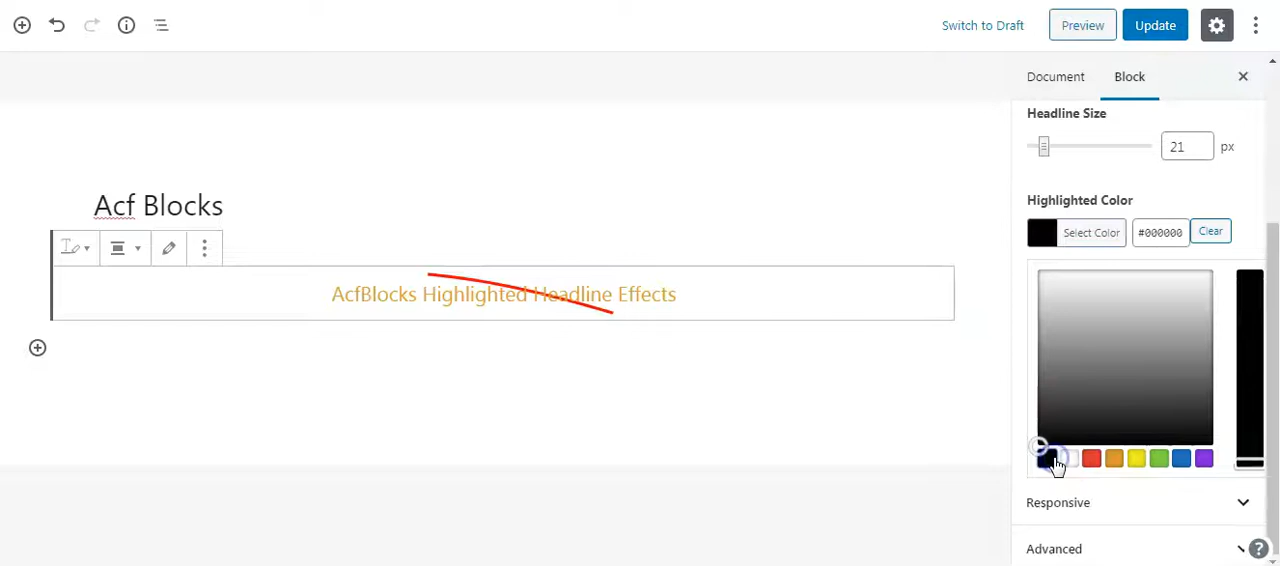 Switch to Draft
Preview
Update
Document
Block
Headline Size
21
px
Highlighted Color
Select Color
#000000
Clear
Acf Blocks
AcfBlocks Highlighted Headline Effects
Responsive
Advanced